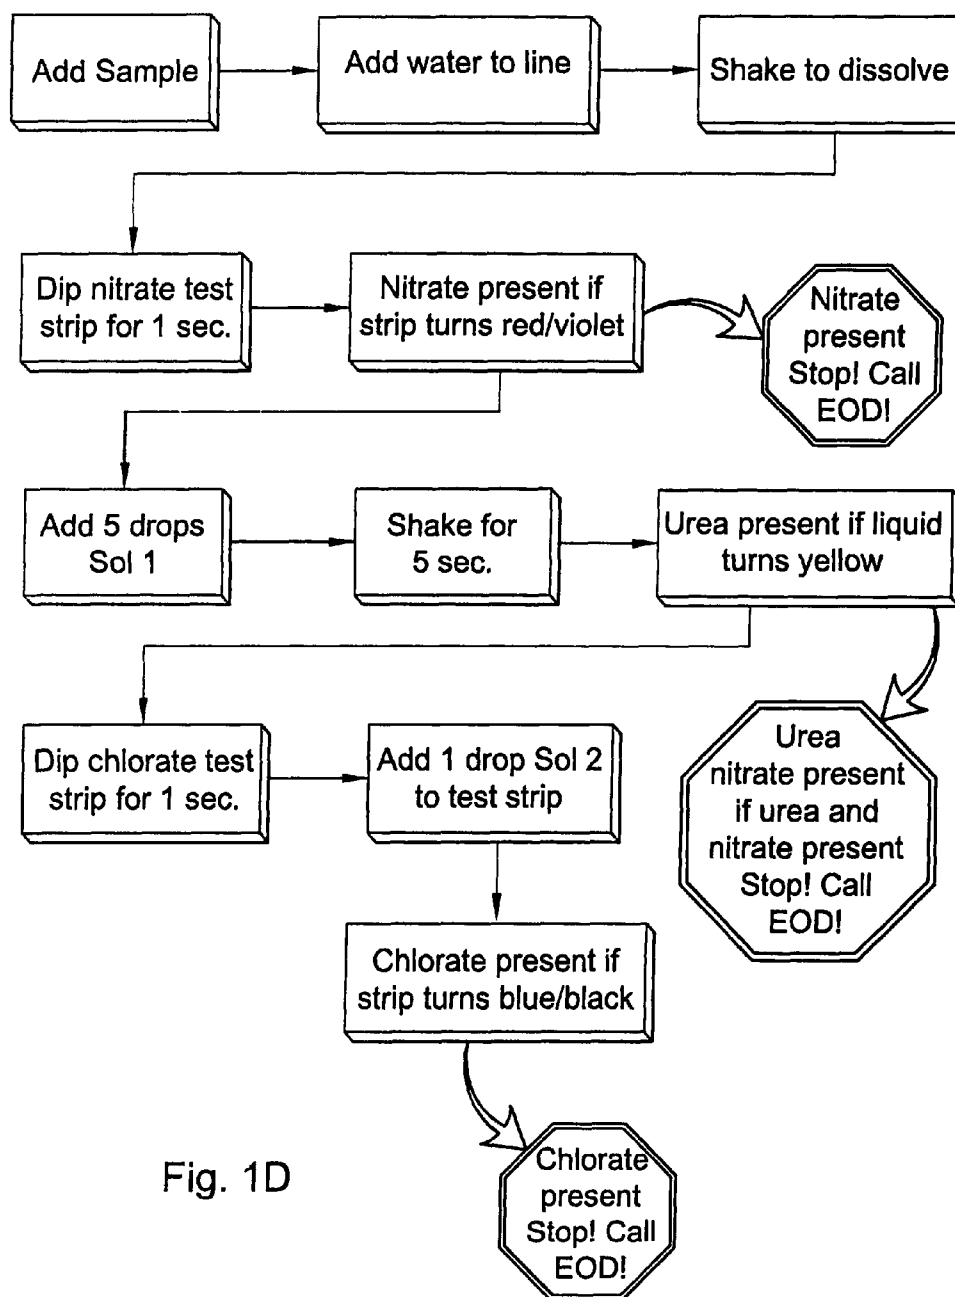 Add Sample
Add water to line
Shake to dissolve
Dip nitrate test
strip for 1 sec.
Nitrate present if
strip turns red/violet
Nitrate
present
Stop! Call
EOD!
Add 5 drops
Sol 1
Shake for
5 sec.
Urea present if liquid
turns yellow
Urea
nitrate present
if urea and
nitrate present
Stop! Call
EOD!
Dip chlorate test
strip for 1 sec.
Add 1 drop Sol 2
to test strip
Chlorate present if
strip turns blue/black
Chlorate
present
Stop! Call
EOD!
Fig. 1D